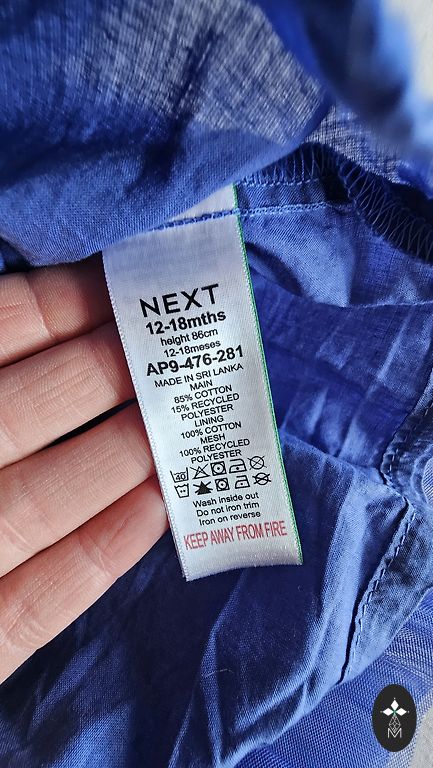 NEXT
12-18mths
height 86cm
12-18meses
AP9-476-281
MADE IN SRI LANKA
MAIN
85% COTTON
15% RECYCLED
POLYESTER
LINING
100% COTTON
MESH
100% RECYCLED
POLYESTER
40
Wash inside out
Do not iron trim
Iron on reverse
KEEP AWAY FROM FIRE